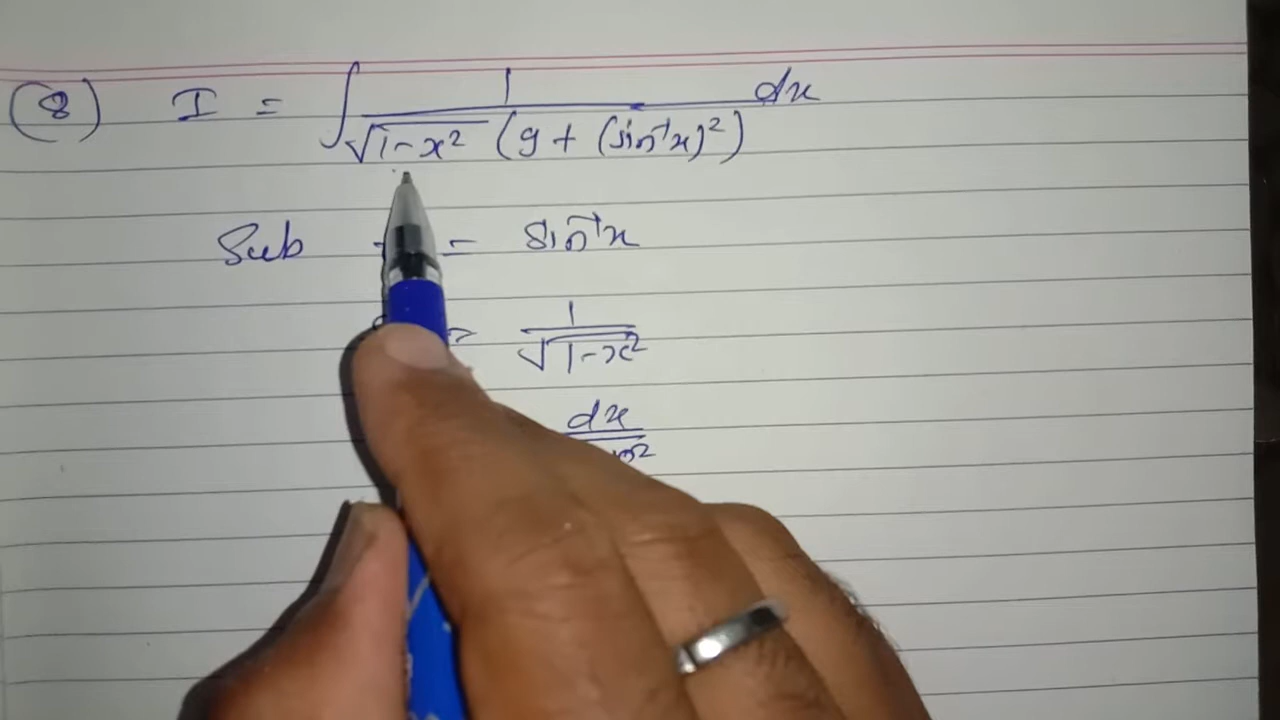 (8) I = ∫ 1 / √1-x² (9 + (sin⁻¹x)²) dx
Sub = sin⁻¹x
= 1 / √1-x²
dx